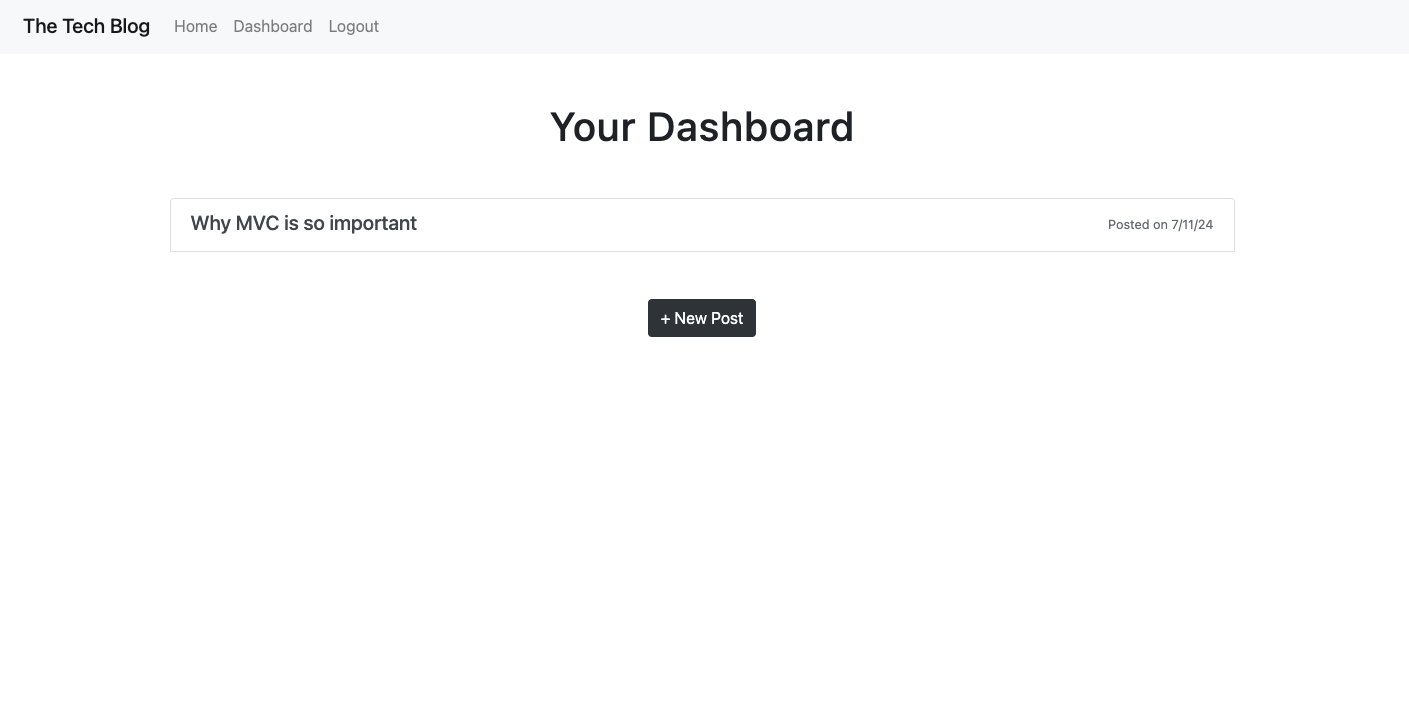 The Tech Blog Home Dashboard Logout
Your Dashboard
Why MVC is so important Posted on 7/11/24
+ New Post